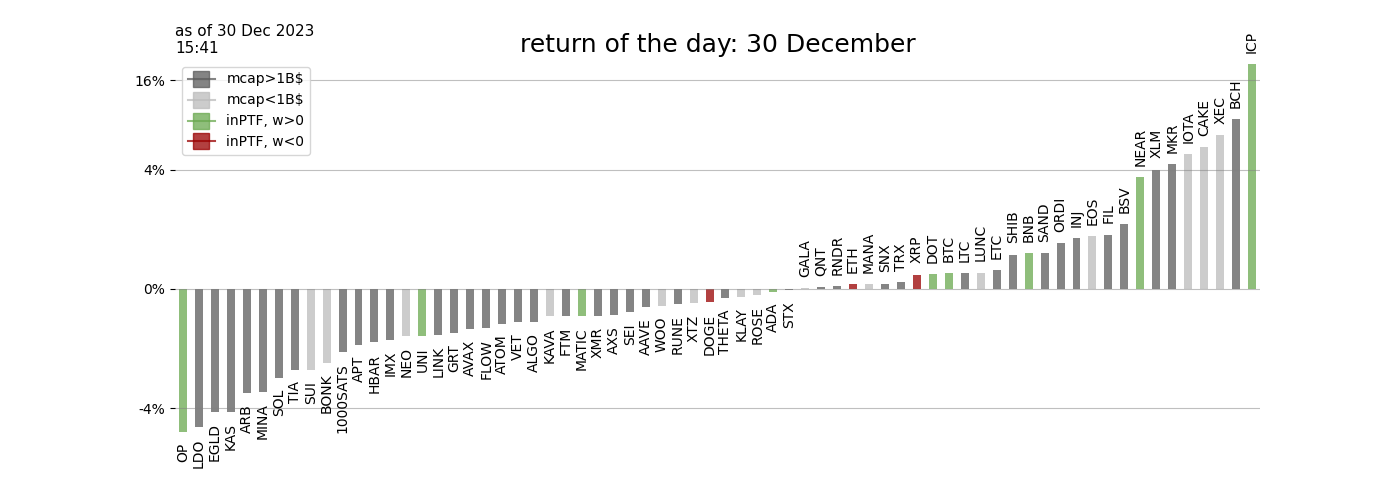 as of 30 Dec 2023
15:41
return of the day: 30 December
mcap>1B$
mcap<1B$
inPTF, w>0
inPTF, w<0
16%
4%
0%
-4%
OP
LDO
EGLD
KAS
ARB
MINA
SOL
TIA
SUI
BONK
1000SATS
APT
HBAR
IMX
NEO
UNI
LINK
GRT
AVAX
FLOW
ATOM
VET
ALGO
KAVA
FTM
MATIC
XMR
AXS
SEI
AAVE
WOO
RUNE
XTZ
DOGE
THETA
KLAY
ROSE
ADA
STX
GALA
QNT
RNDR
ETH
MANA
SNX
TRX
XRP
DOT
BTC
LTC
LUNC
ETC
SHIB
BNB
SAND
ORDI
INJ
EOS
FIL
BSV
NEAR
XLM
MKR
IOTA
CAKE
XEC
BCH
ICP